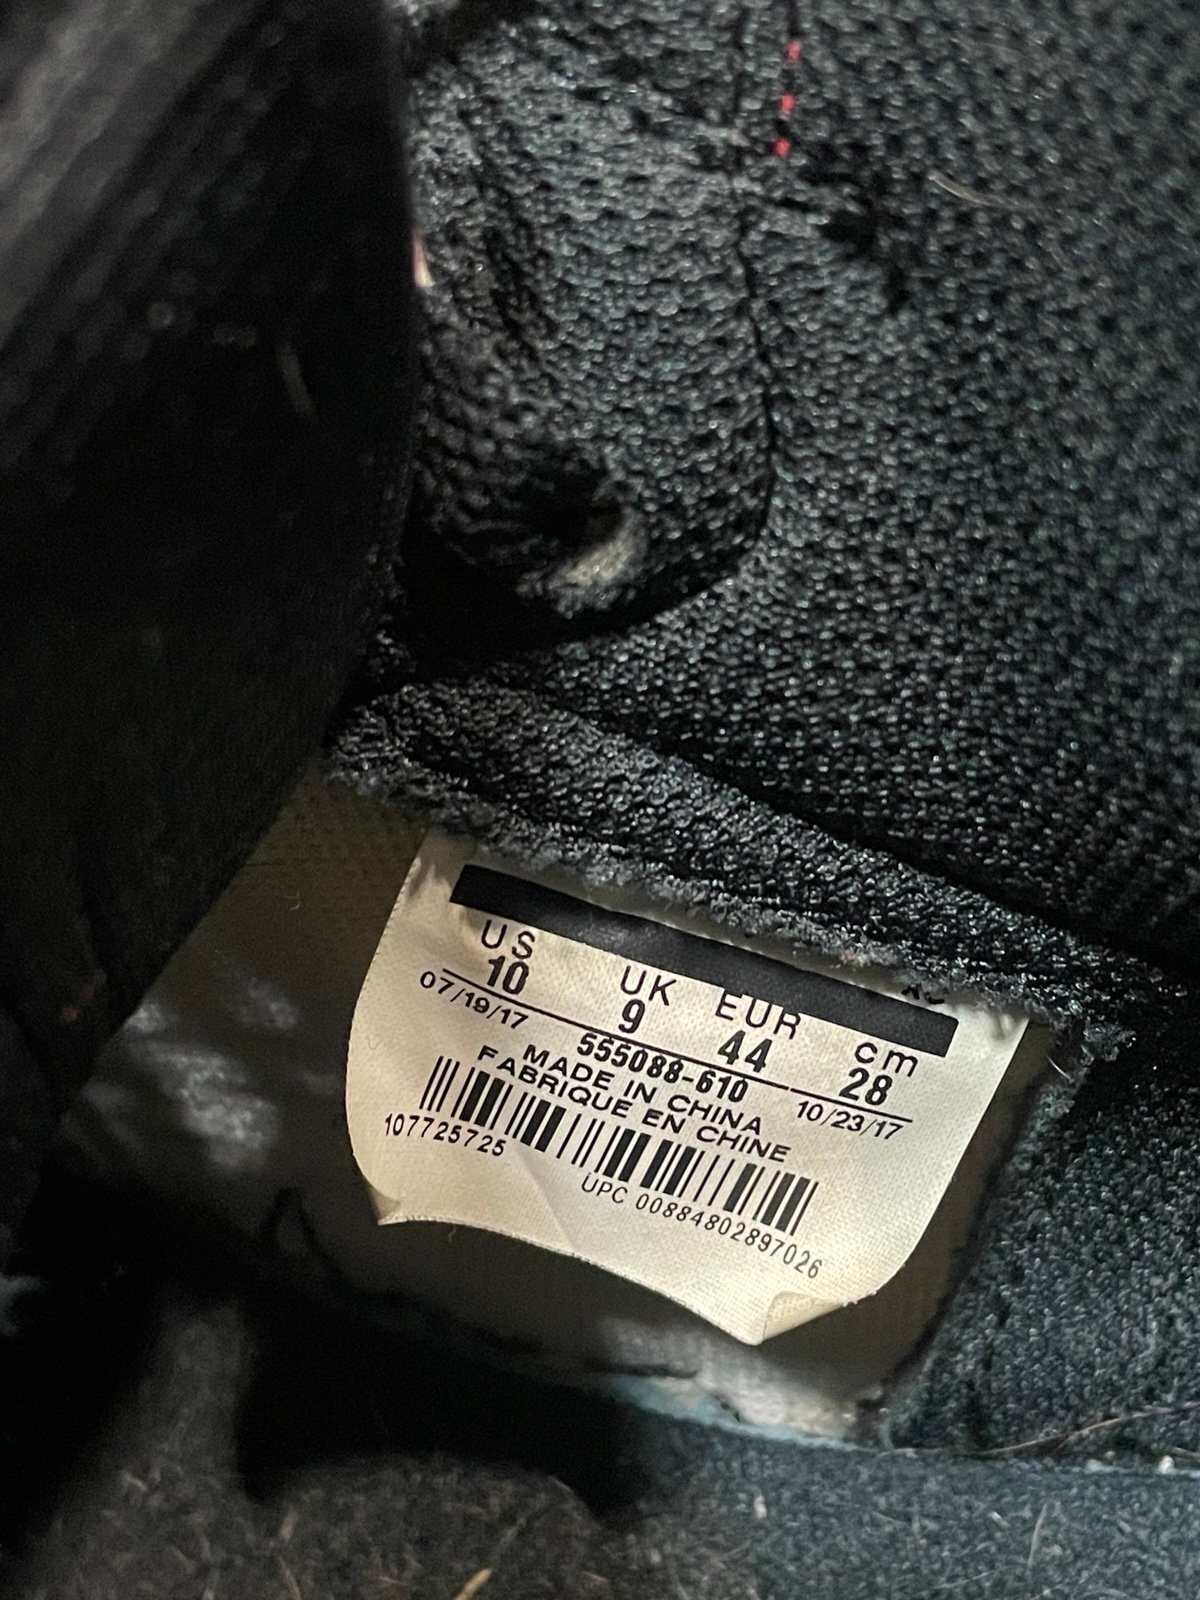 US UK EUR cm
10 9 44 28
07/19/17 555088-610 10/23/17
MADE IN CHINA
FABRIQUE EN CHINE
107725725
UPC 00884802897026